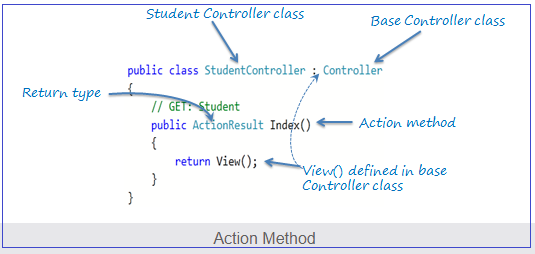 Student Controller class
Base Controller class
public class StudentController : Controller
{
Return type
// GET: Student
public ActionResult Index()
Action method
{
return View();
View() defined in base
Controller class
}
}
Action Method